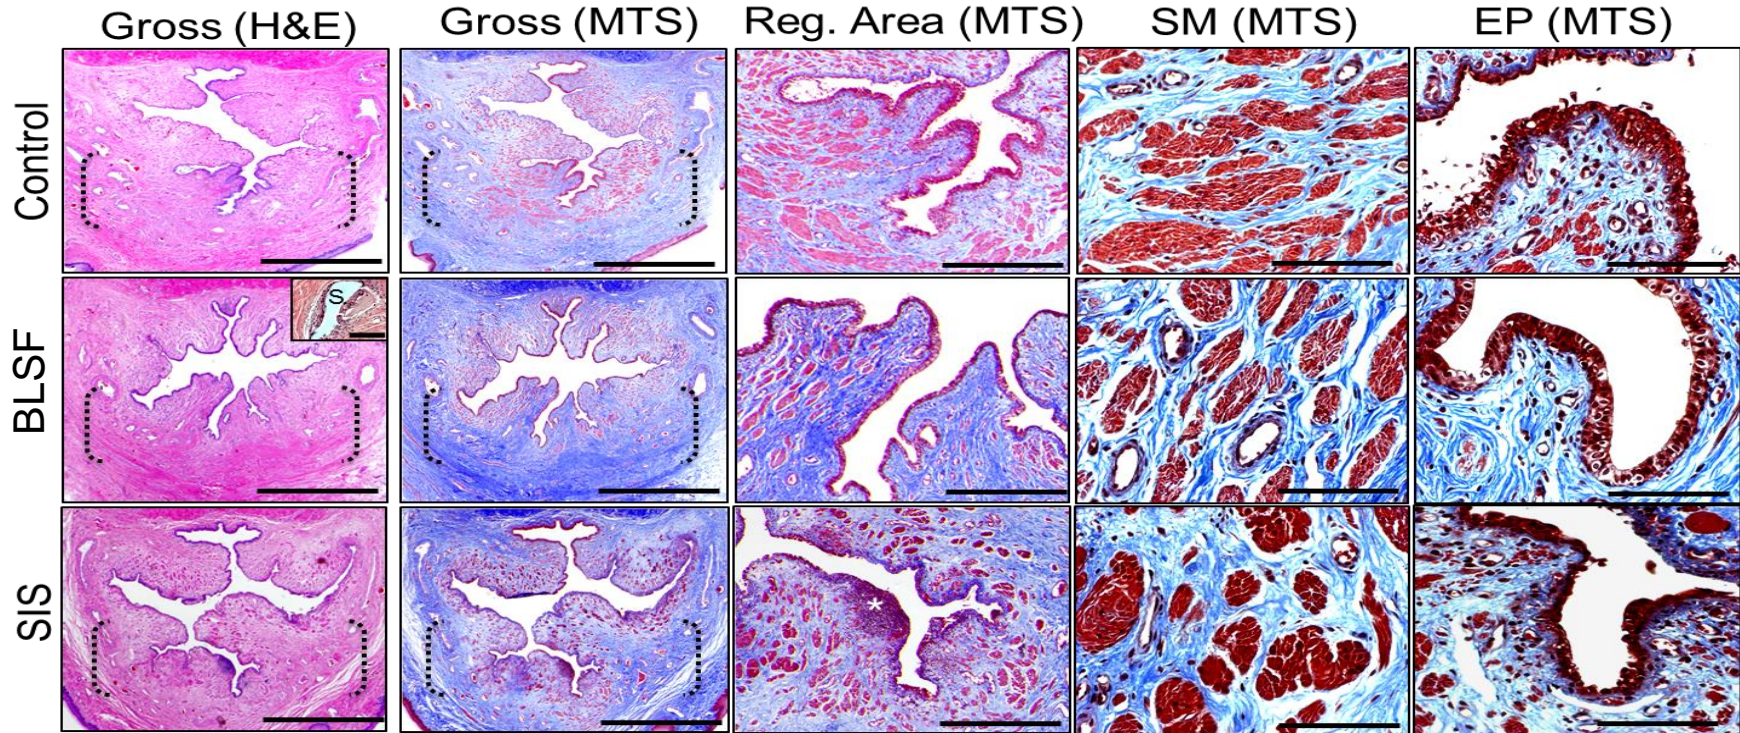 Gross (H&E) Gross (MTS) Reg. Area (MTS) SM (MTS) EP (MTS)
Control
BLSF
S
SIS
*